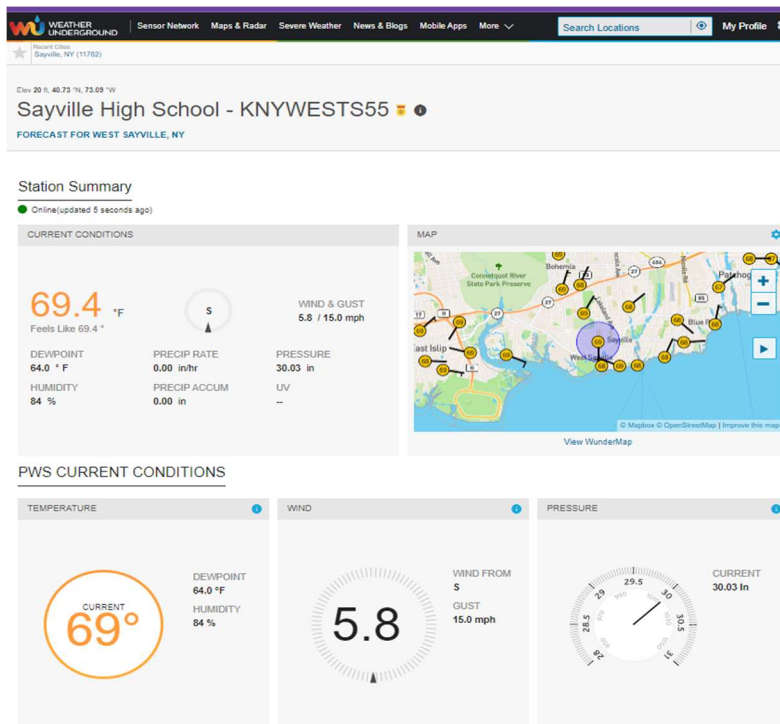 WEATHER
UNDERGROUND
Sensor Network Maps & Radar Severe Weather News & Blogs Mobile Apps More
Search Locations
My Profile
Recent Cities
Sayville, NY (11782)
Elev 20 ft, 40.73 °N, 73.09 °W
Sayville High School - KNYWESTS55
FORECAST FOR WEST SAYVILLE, NY
Station Summary
Online(updated 5 seconds ago)
CURRENT CONDITIONS
69.4 °F
Feels Like 69.4 °
S
WIND & GUST
5.8 / 15.0 mph
DEWPOINT PRECIP RATE PRESSURE
64.0 ° F 0.00 in/hr 30.03 in
HUMIDITY PRECIP ACCUM UV
84 % 0.00 in --
MAP
Connetquot River
State Park Preserve
Bohemia
Patchog
Blue P
East Islip
Sayville
West Sayville
© Mapbox © OpenStreetMap | Improve this map
View WunderMap
PWS CURRENT CONDITIONS
TEMPERATURE
CURRENT
69°
DEWPOINT
64.0 °F
HUMIDITY
84 %
WIND
5.8
WIND FROM
S
GUST
15.0 mph
PRESSURE
28 28.5 29 29.5 30 30.5 31
CURRENT
30.03 In